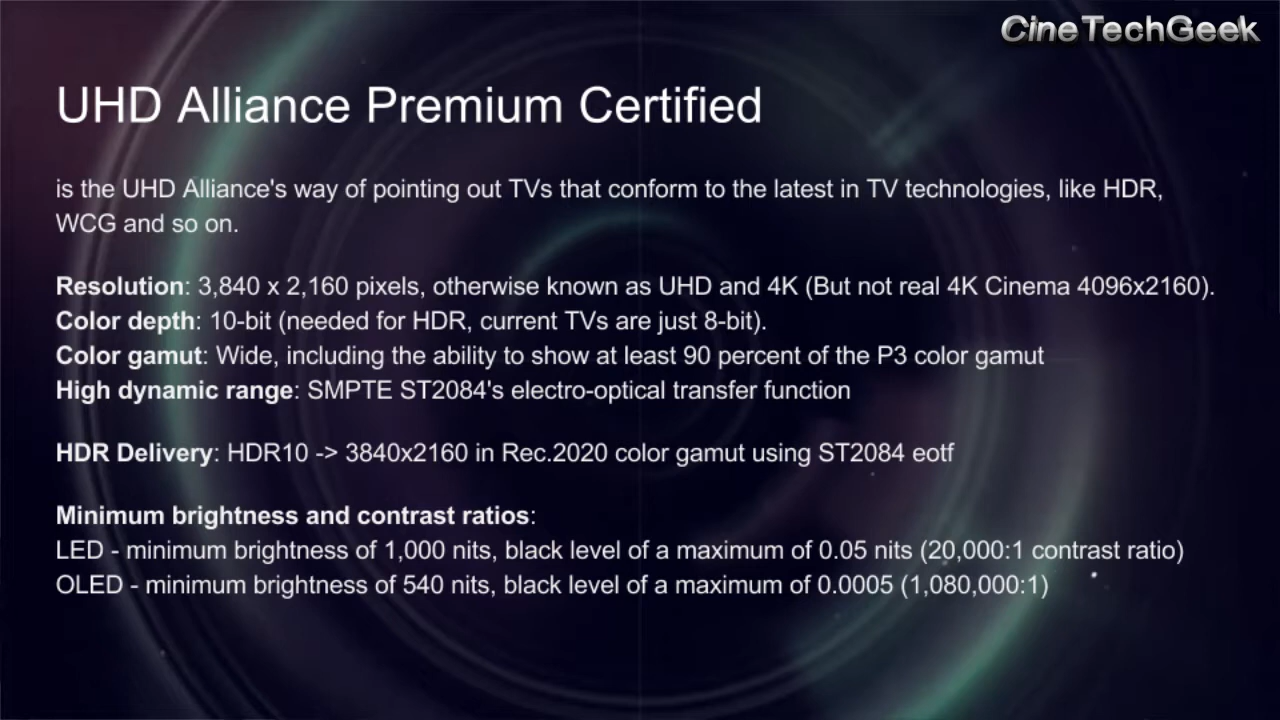 CineTechGeek
UHD Alliance Premium Certified
is the UHD Alliance's way of pointing out TVs that conform to the latest in TV technologies, like HDR,
WCG and so on.
Resolution: 3,840 x 2,160 pixels, otherwise known as UHD and 4K (But not real 4K Cinema 4096x2160).
Color depth: 10-bit (needed for HDR, current TVs are just 8-bit).
Color gamut: Wide, including the ability to show at least 90 percent of the P3 color gamut
High dynamic range: SMPTE ST2084's electro-optical transfer function
HDR Delivery: HDR10 -> 3840x2160 in Rec.2020 color gamut using ST2084 eotf
Minimum brightness and contrast ratios:
LED - minimum brightness of 1,000 nits, black level of a maximum of 0.05 nits (20,000:1 contrast ratio)
OLED - minimum brightness of 540 nits, black level of a maximum of 0.0005 (1,080,000:1)